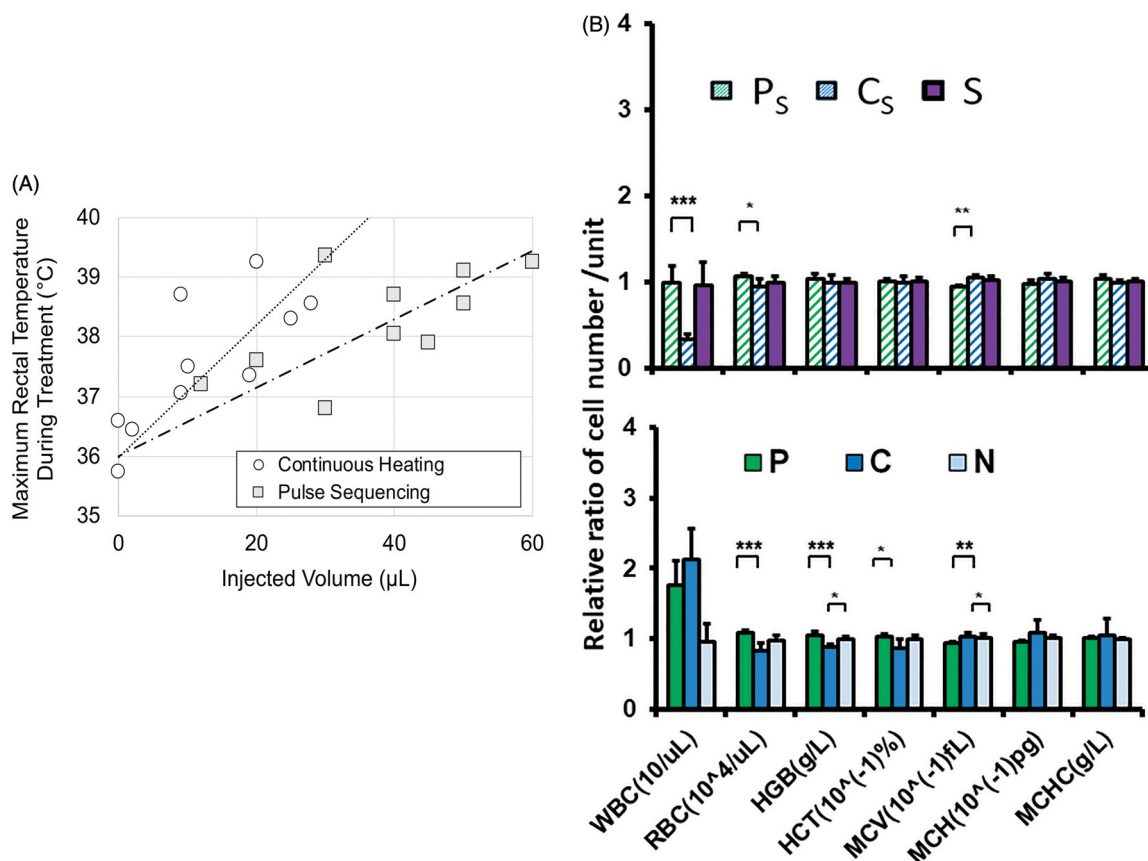 (A)
Maximum Rectal Temperature
During Treatment (°C)
40
39
38
37
36
35
Continuous Heating
Pulse Sequencing
0
20
40
60
Injected Volume (µL)
(B)
Relative ratio of cell number /unit
4
3
2
1
0
P_S C_S S
***
*
**
4
3
2
1
0
P C N
*** *** * **
* *
WBC(10/uL)
RBC(10^4/uL)
HGB(g/L)
HCT(10^(-1)%)
MCV(10^(-1)fL)
MCH(10^(-1)pg)
MCHC(g/L)